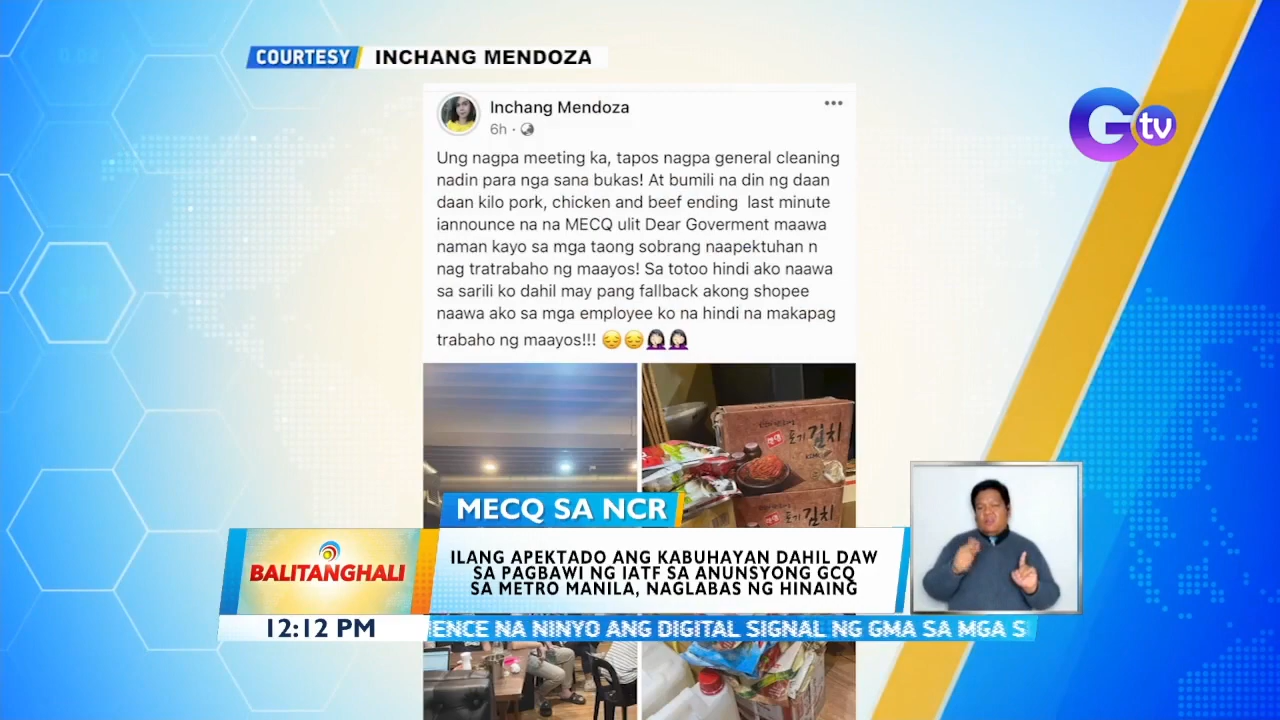 COURTESY INCHANG MENDOZA
Inchang Mendoza
6h
G tv
Ung nagpa meeting ka, tapos nagpa general cleaning
nadin para nga sana bukas! At bumili na din ng daan
daan kilo pork, chicken and beef ending last minute
iannounce na na MECQ ulit Dear Goverment maawa
naman kayo sa mga taong sobrang naapektuhan n
nag tratrabaho ng maayos! Sa totoo hindi ako naawa
sa sarili ko dahil may pang fallback akong shopee
naawa ako sa mga employee ko na hindi na makapag
trabaho ng maayos!!! 😔😔🤦🏻‍♀️🤦🏻‍♀️
김치
MECQ SA NCR
BALITANGHALI
ILANG APEKTADO ANG KABUHAYAN DAHIL DAW
SA PAGBAWI NG IATF SA ANUNSYONG GCQ
SA METRO MANILA, NAGLABAS NG HINAING
12:12 PM
IENCE NA NINYO ANG DIGITAL SIGNAL NG GMA SA MGA S